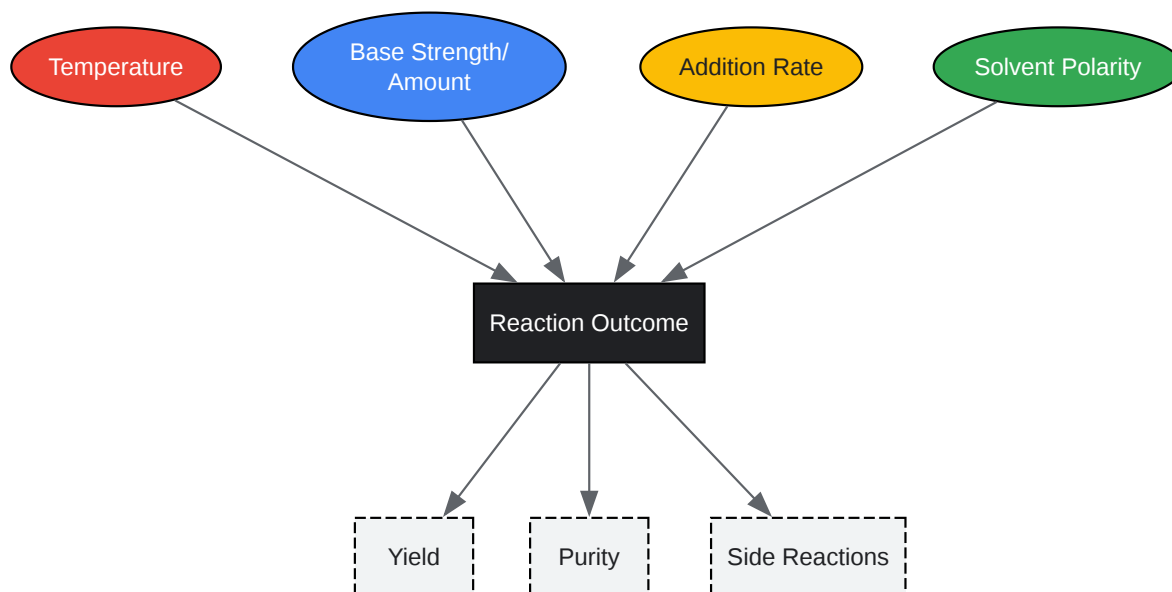 Temperature
Base Strength/
Amount
Addition Rate
Solvent Polarity
Reaction Outcome
Yield
Purity
Side Reactions